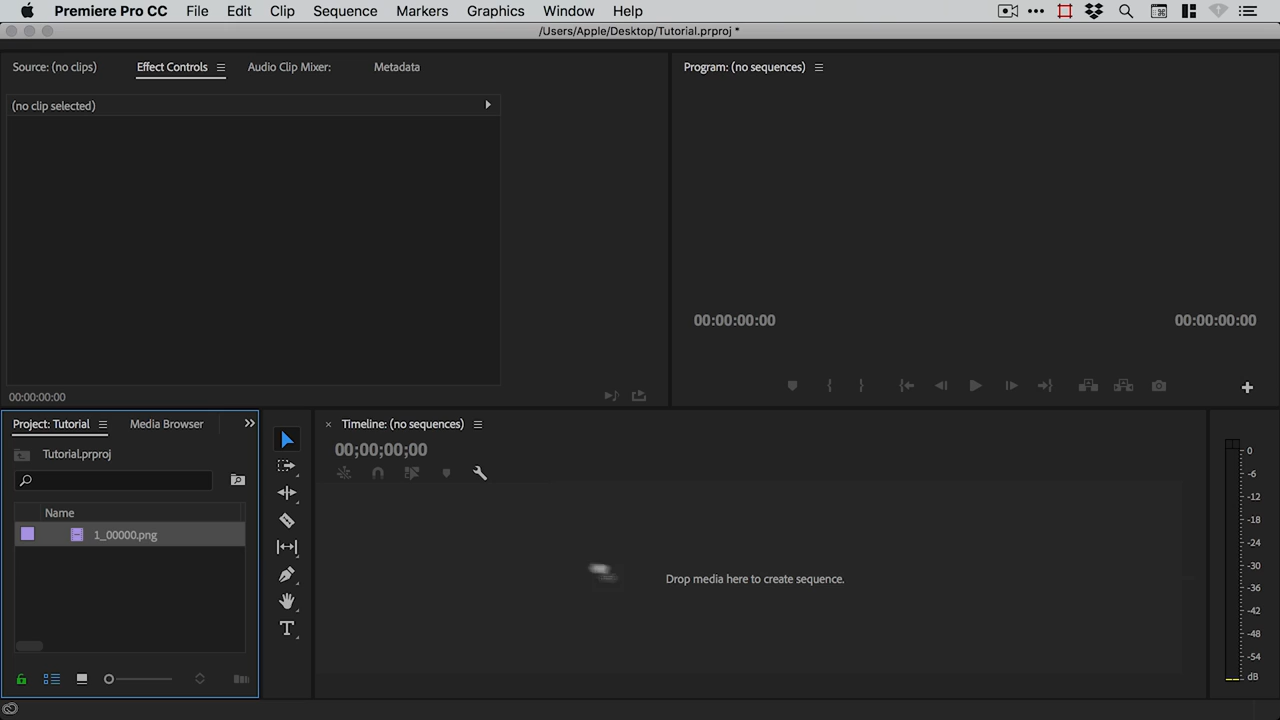 Premiere Pro CC File Edit Clip Sequence Markers Graphics Window Help
/Users/Apple/Desktop/Tutorial.prproj *
Source: (no clips) Effect Controls Audio Clip Mixer: Metadata
Program: (no sequences)
(no clip selected)
00:00:00:00 00:00:00:00
00:00:00:00
Project: Tutorial Media Browser
Timeline: (no sequences)
00;00;00;00
Tutorial.prproj
Name
1_00000.png
Drop media here to create sequence.
0
-6
-12
-18
-24
-30
-36
-42
-48
-54
dB